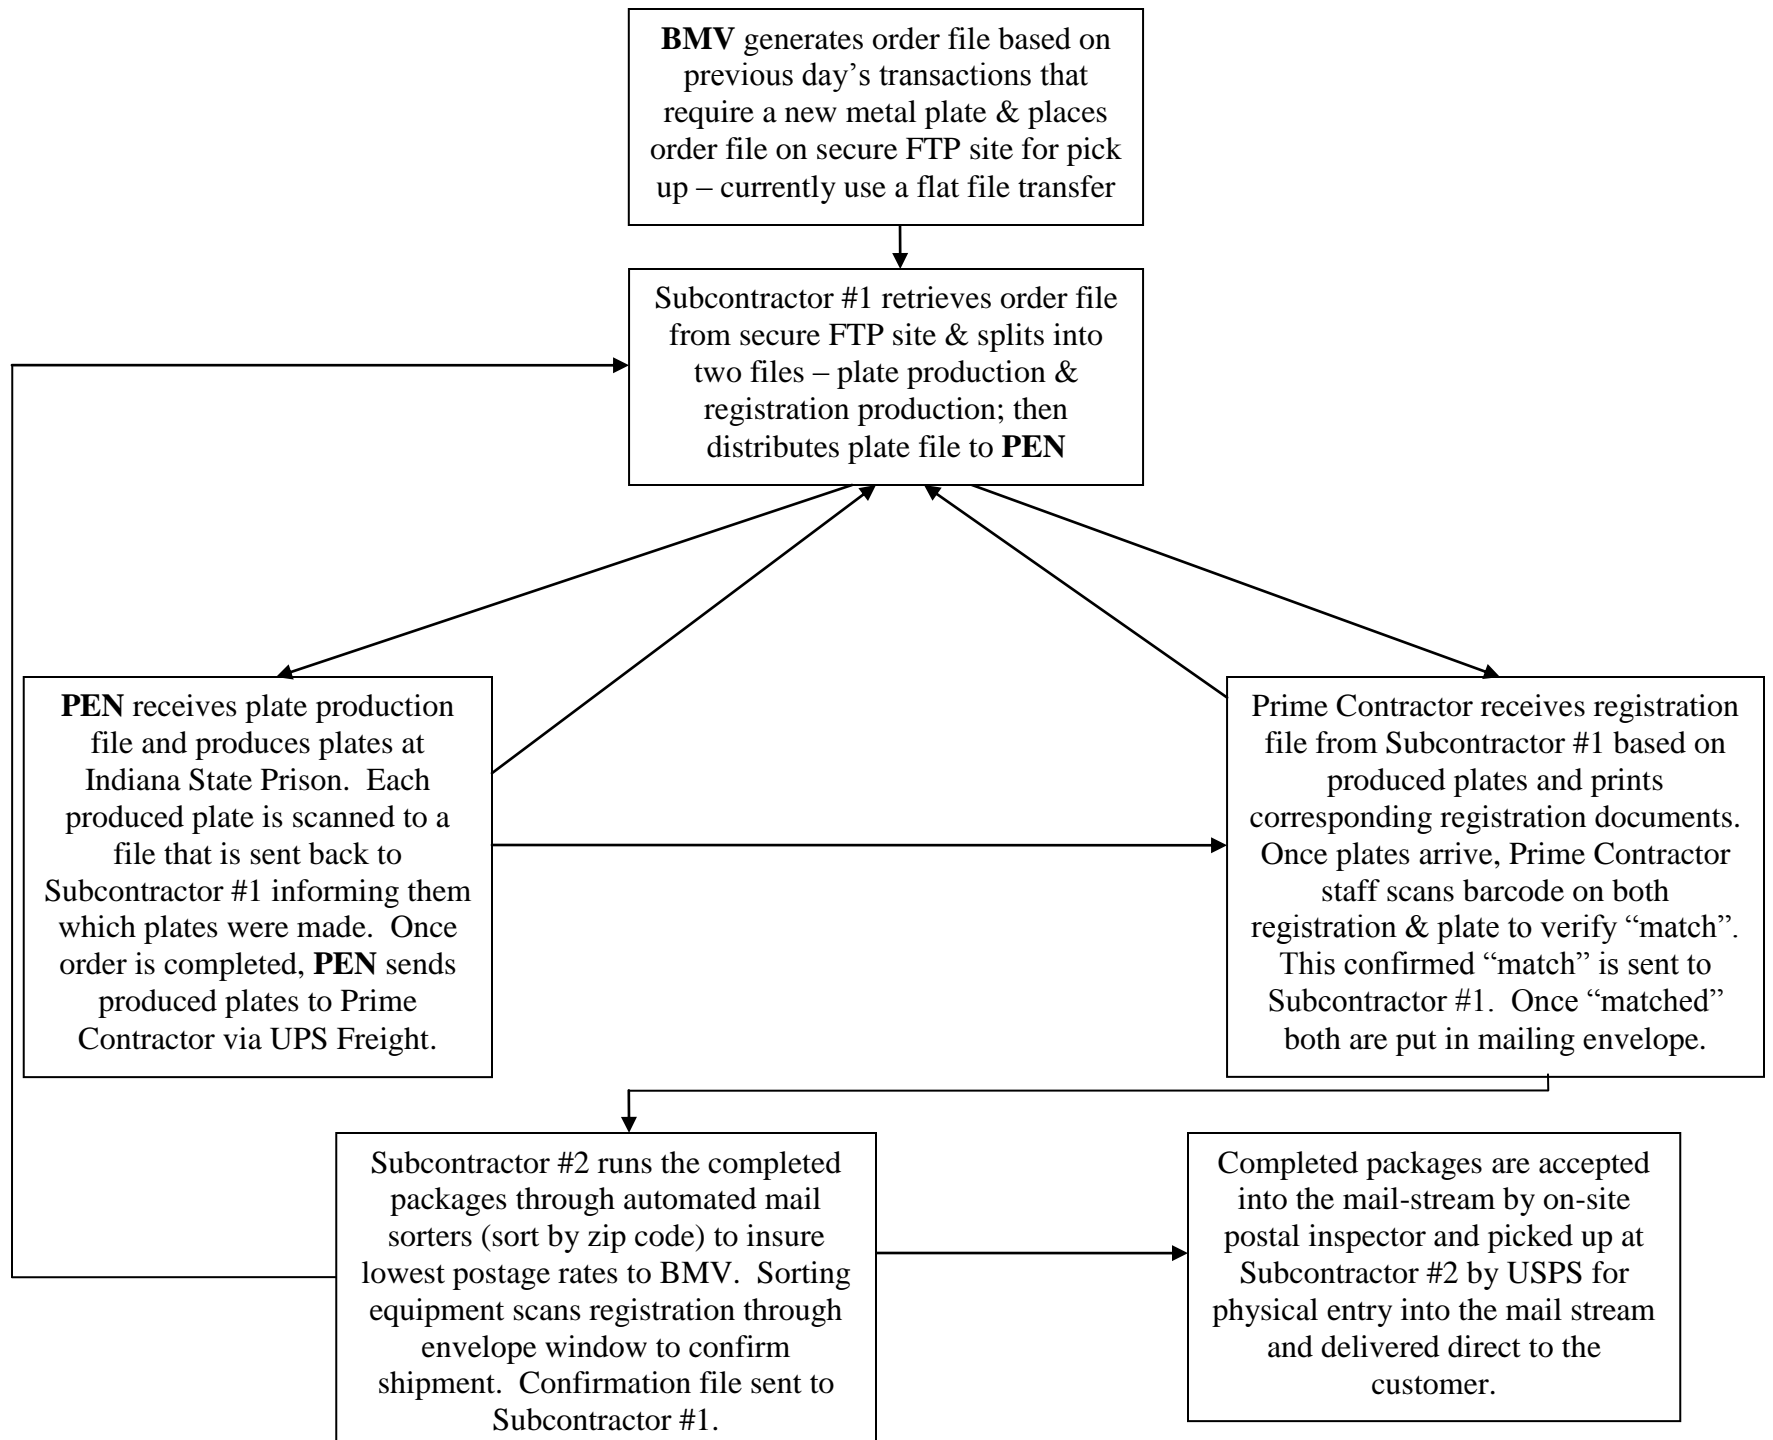 BMV generates order file based on
previous day’s transactions that
require a new metal plate & places
order file on secure FTP site for pick
up – currently use a flat file transfer
Subcontractor #1 retrieves order file
from secure FTP site & splits into
two files – plate production &
registration production; then
distributes plate file to PEN
PEN receives plate production
file and produces plates at
Indiana State Prison.  Each
produced plate is scanned to a
file that is sent back to
Subcontractor #1 informing them
which plates were made.  Once
order is completed, PEN sends
produced plates to Prime
Contractor via UPS Freight.
Prime Contractor receives registration
file from Subcontractor #1 based on
produced plates and prints
corresponding registration documents.
Once plates arrive, Prime Contractor
staff scans barcode on both
registration & plate to verify “match”.
This confirmed “match” is sent to
Subcontractor #1.  Once “matched”
both are put in mailing envelope.
Subcontractor #2 runs the completed
packages through automated mail
sorters (sort by zip code) to insure
lowest postage rates to BMV.  Sorting
equipment scans registration through
envelope window to confirm
shipment.  Confirmation file sent to
Subcontractor #1.
Completed packages are accepted
into the mail-stream by on-site
postal inspector and picked up at
Subcontractor #2 by USPS for
physical entry into the mail stream
and delivered direct to the
customer.